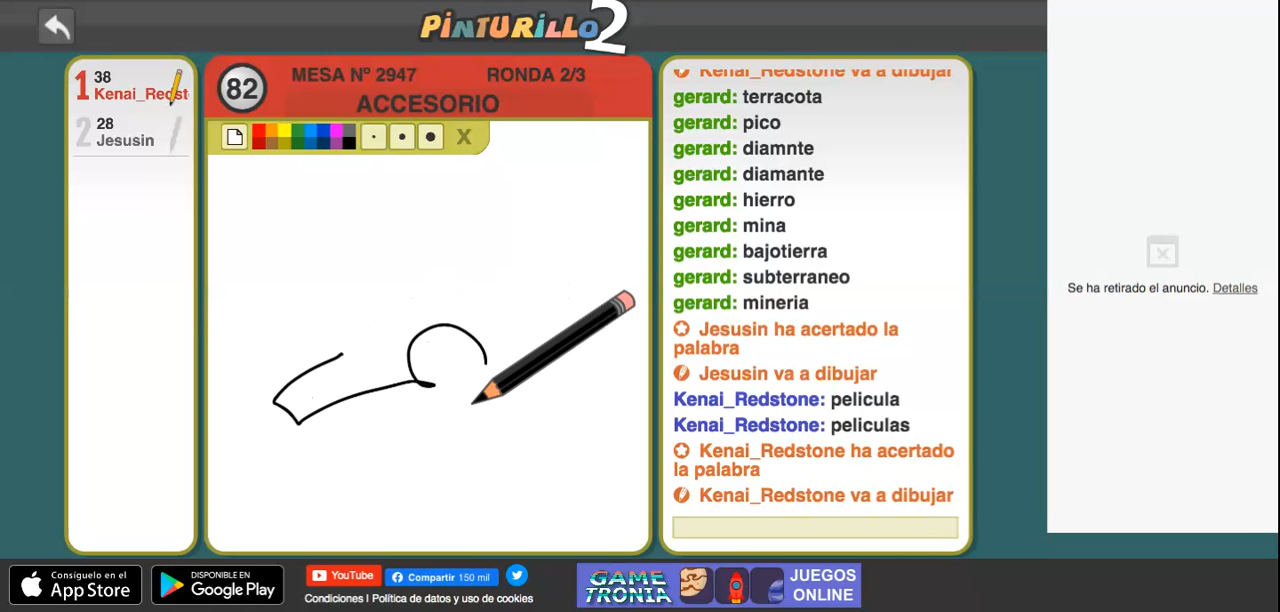 PINTURILLO 2
1 38
Kenai_Redst
2 28
Jesusin
82
MESA Nº 2947 RONDA 2/3
ACCESORIO
X
Kenai_Redstone va a dibujar
gerard: terracota
gerard: pico
gerard: diamnte
gerard: diamante
gerard: hierro
gerard: mina
gerard: bajotierra
gerard: subterraneo
gerard: mineria
Jesusin ha acertado la
palabra
Jesusin va a dibujar
Kenai_Redstone: pelicula
Kenai_Redstone: peliculas
Kenai_Redstone ha acertado
la palabra
Kenai_Redstone va a dibujar
Se ha retirado el anuncio. Detalles
Consíguelo en el
App Store
DISPONIBLE EN
Google Play
YouTube
Compartir 150 mil
Condiciones | Política de datos y uso de cookies
GAME
TRONIA
JUEGOS
ONLINE